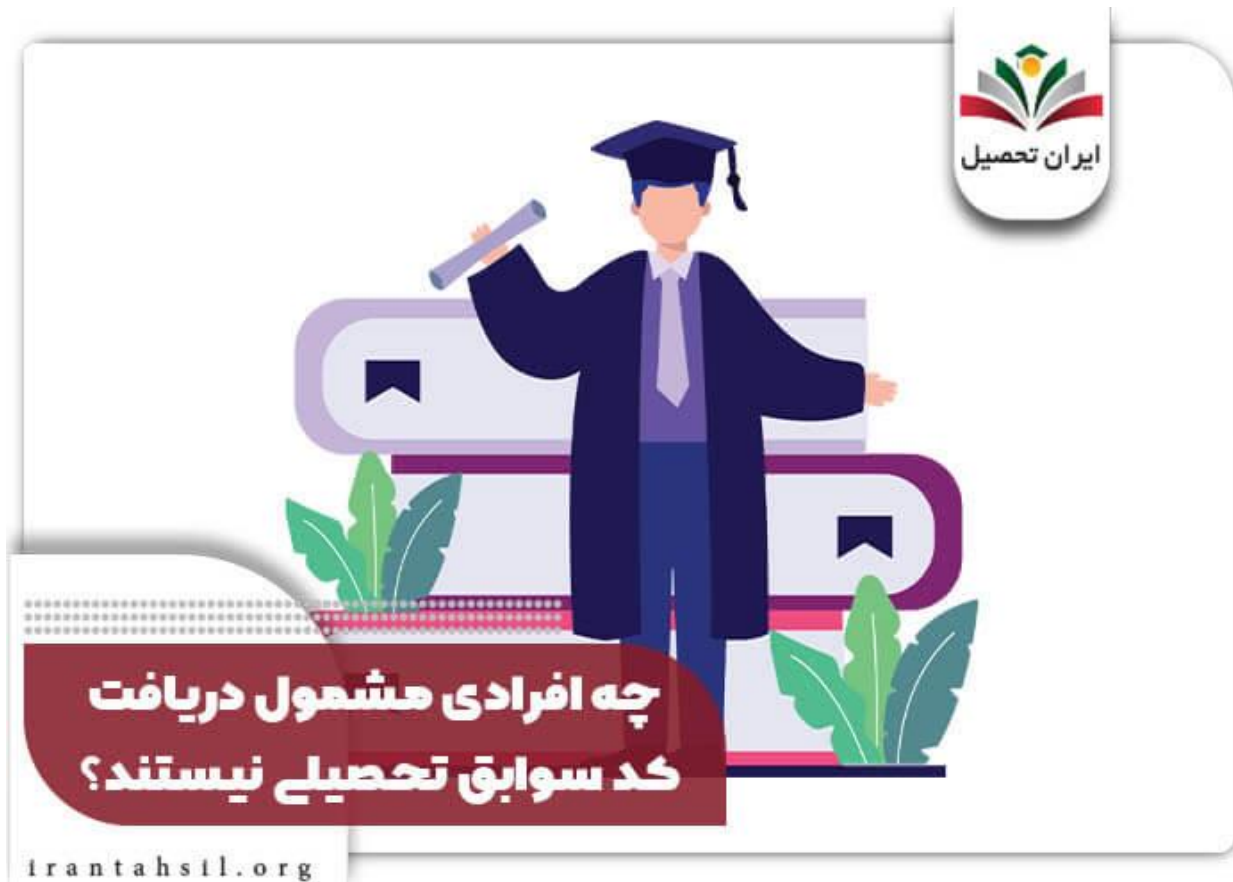 ایران تحصیل
چه افرادی مشمول دریافت
کد سوابق تحصیلی نیستند؟
irantahsil.org